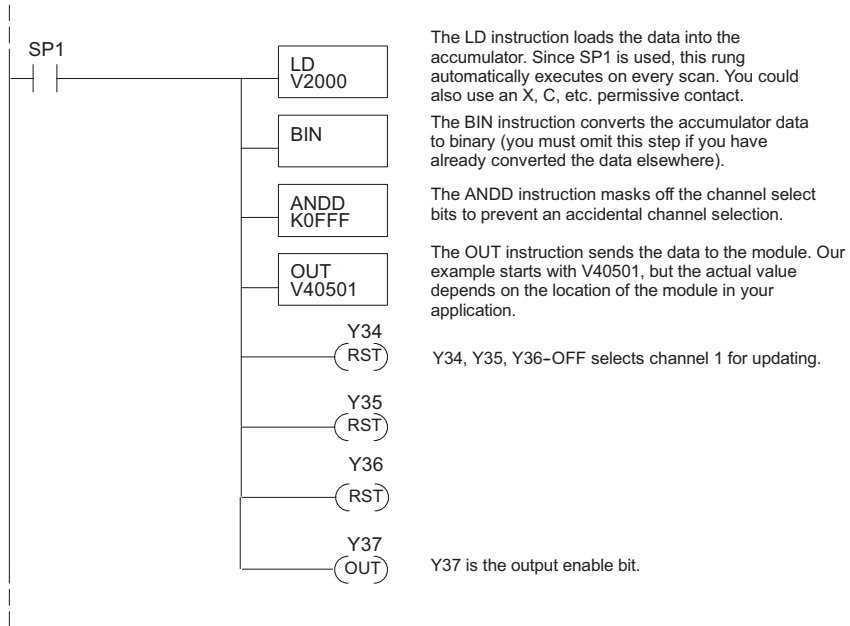 SP1
LD
V2000
The LD instruction loads the data into the
accumulator. Since SP1 is used, this rung
automatically executes on every scan. You could
also use an X, C, etc. permissive contact.
BIN
The BIN instruction converts the accumulator data
to binary (you must omit this step if you have
already converted the data elsewhere).
ANDD
K0FFF
The ANDD instruction masks off the channel select
bits to prevent an accidental channel selection.
OUT
V40501
The OUT instruction sends the data to the module. Our
example starts with V40501, but the actual value
depends on the location of the module in your
application.
Y34
RST
Y34, Y35, Y36-OFF selects channel 1 for updating.
Y35
RST
Y36
RST
Y37
OUT
Y37 is the output enable bit.